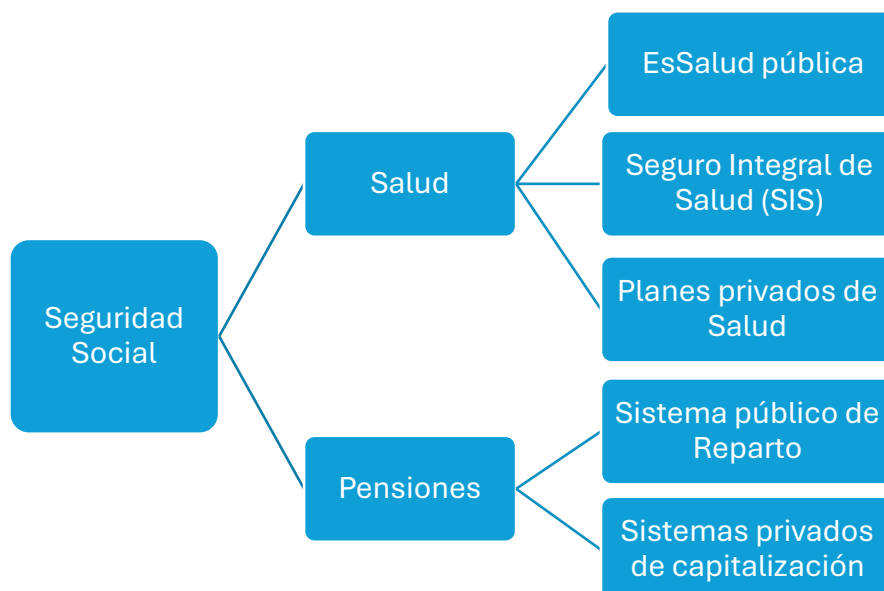 Seguridad
Social
Salud
EsSalud pública
Seguro Integral de
Salud (SIS)
Planes privados de
Salud
Pensiones
Sistema público de
Reparto
Sistemas privados
de capitalización